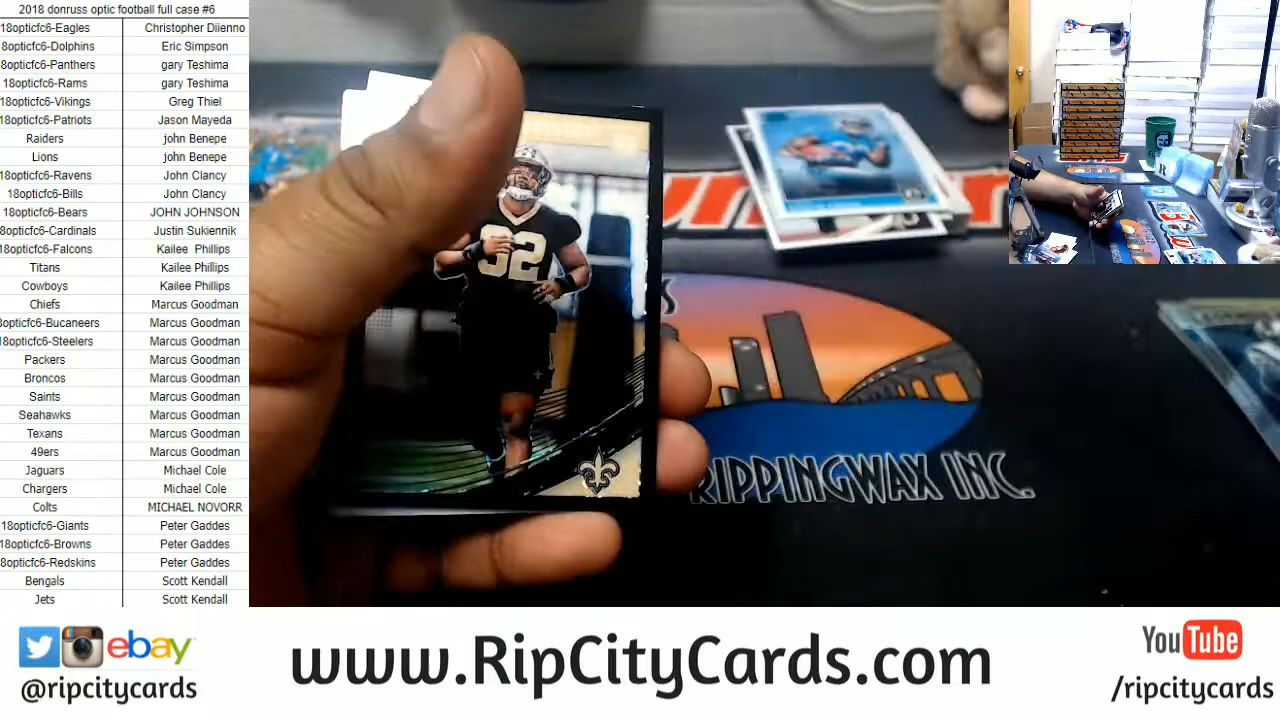 2018 donruss optic football full case #6
18opticfc6-Eagles Christopher Diienno
8opticfc6-Dolphins Eric Simpson
8opticfc6-Panthers gary Teshima
18opticfc6-Rams gary Teshima
18opticfc6-Vikings Greg Thiel
18opticfc6-Patriots Jason Mayeda
Raiders john Benepe
Lions john Benepe
18opticfc6-Ravens John Clancy
18opticfc6-Bills John Clancy
18opticfc6-Bears JOHN JOHNSON
8opticfc6-Cardinals Justin Sukiennik
18opticfc6-Falcons Kailee Phillips
Titans Kailee Phillips
Cowboys Kailee Phillips
Chiefs Marcus Goodman
8opticfc6-Bucaneers Marcus Goodman
18opticfc6-Steelers Marcus Goodman
Packers Marcus Goodman
Broncos Marcus Goodman
Saints Marcus Goodman
Seahawks Marcus Goodman
Texans Marcus Goodman
49ers Marcus Goodman
Jaguars Michael Cole
Chargers Michael Cole
Colts MICHAEL NOVORR
18opticfc6-Giants Peter Gaddes
18opticfc6-Browns Peter Gaddes
8opticfc6-Redskins Peter Gaddes
Bengals Scott Kendall
Jets Scott Kendall
92
RIPPINGWAX INC.
ebay
@ripcitycards
www.RipCityCards.com
YouTube
/ripcitycards